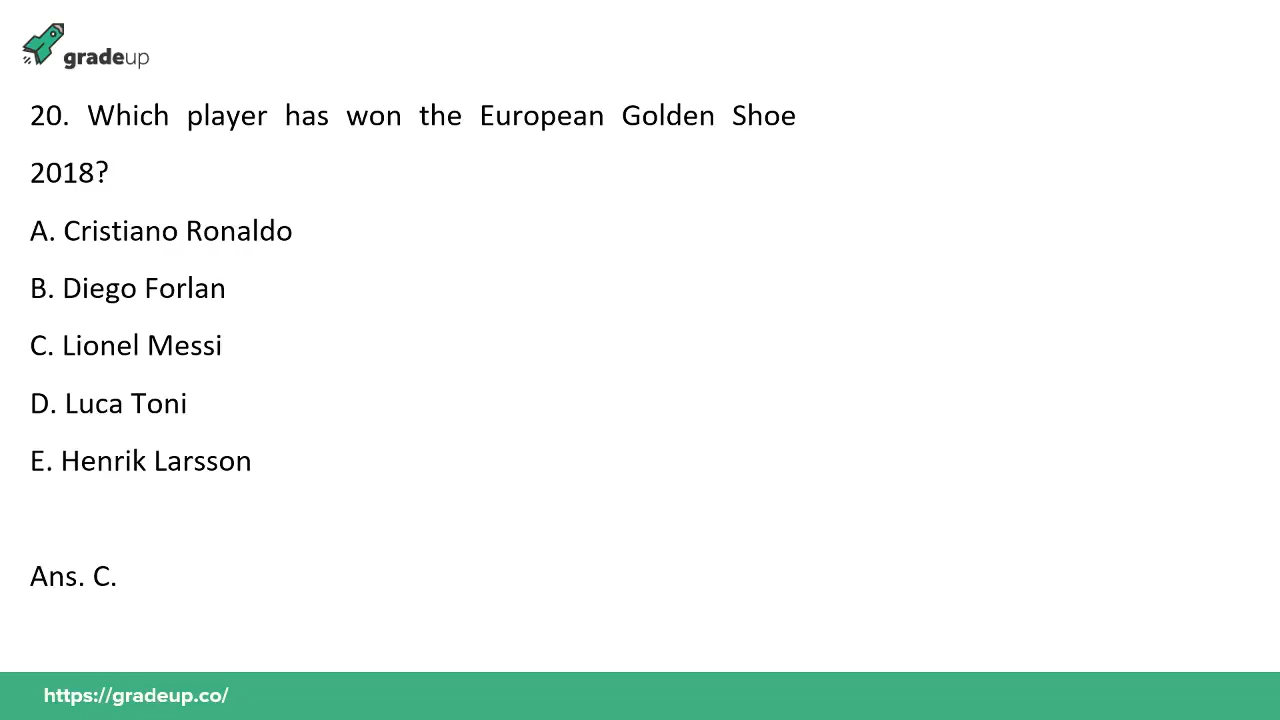 gradeup
20. Which player has won the European Golden Shoe
2018?
A. Cristiano Ronaldo
B. Diego Forlan
C. Lionel Messi
D. Luca Toni
E. Henrik Larsson
Ans. C.
https://gradeup.co/